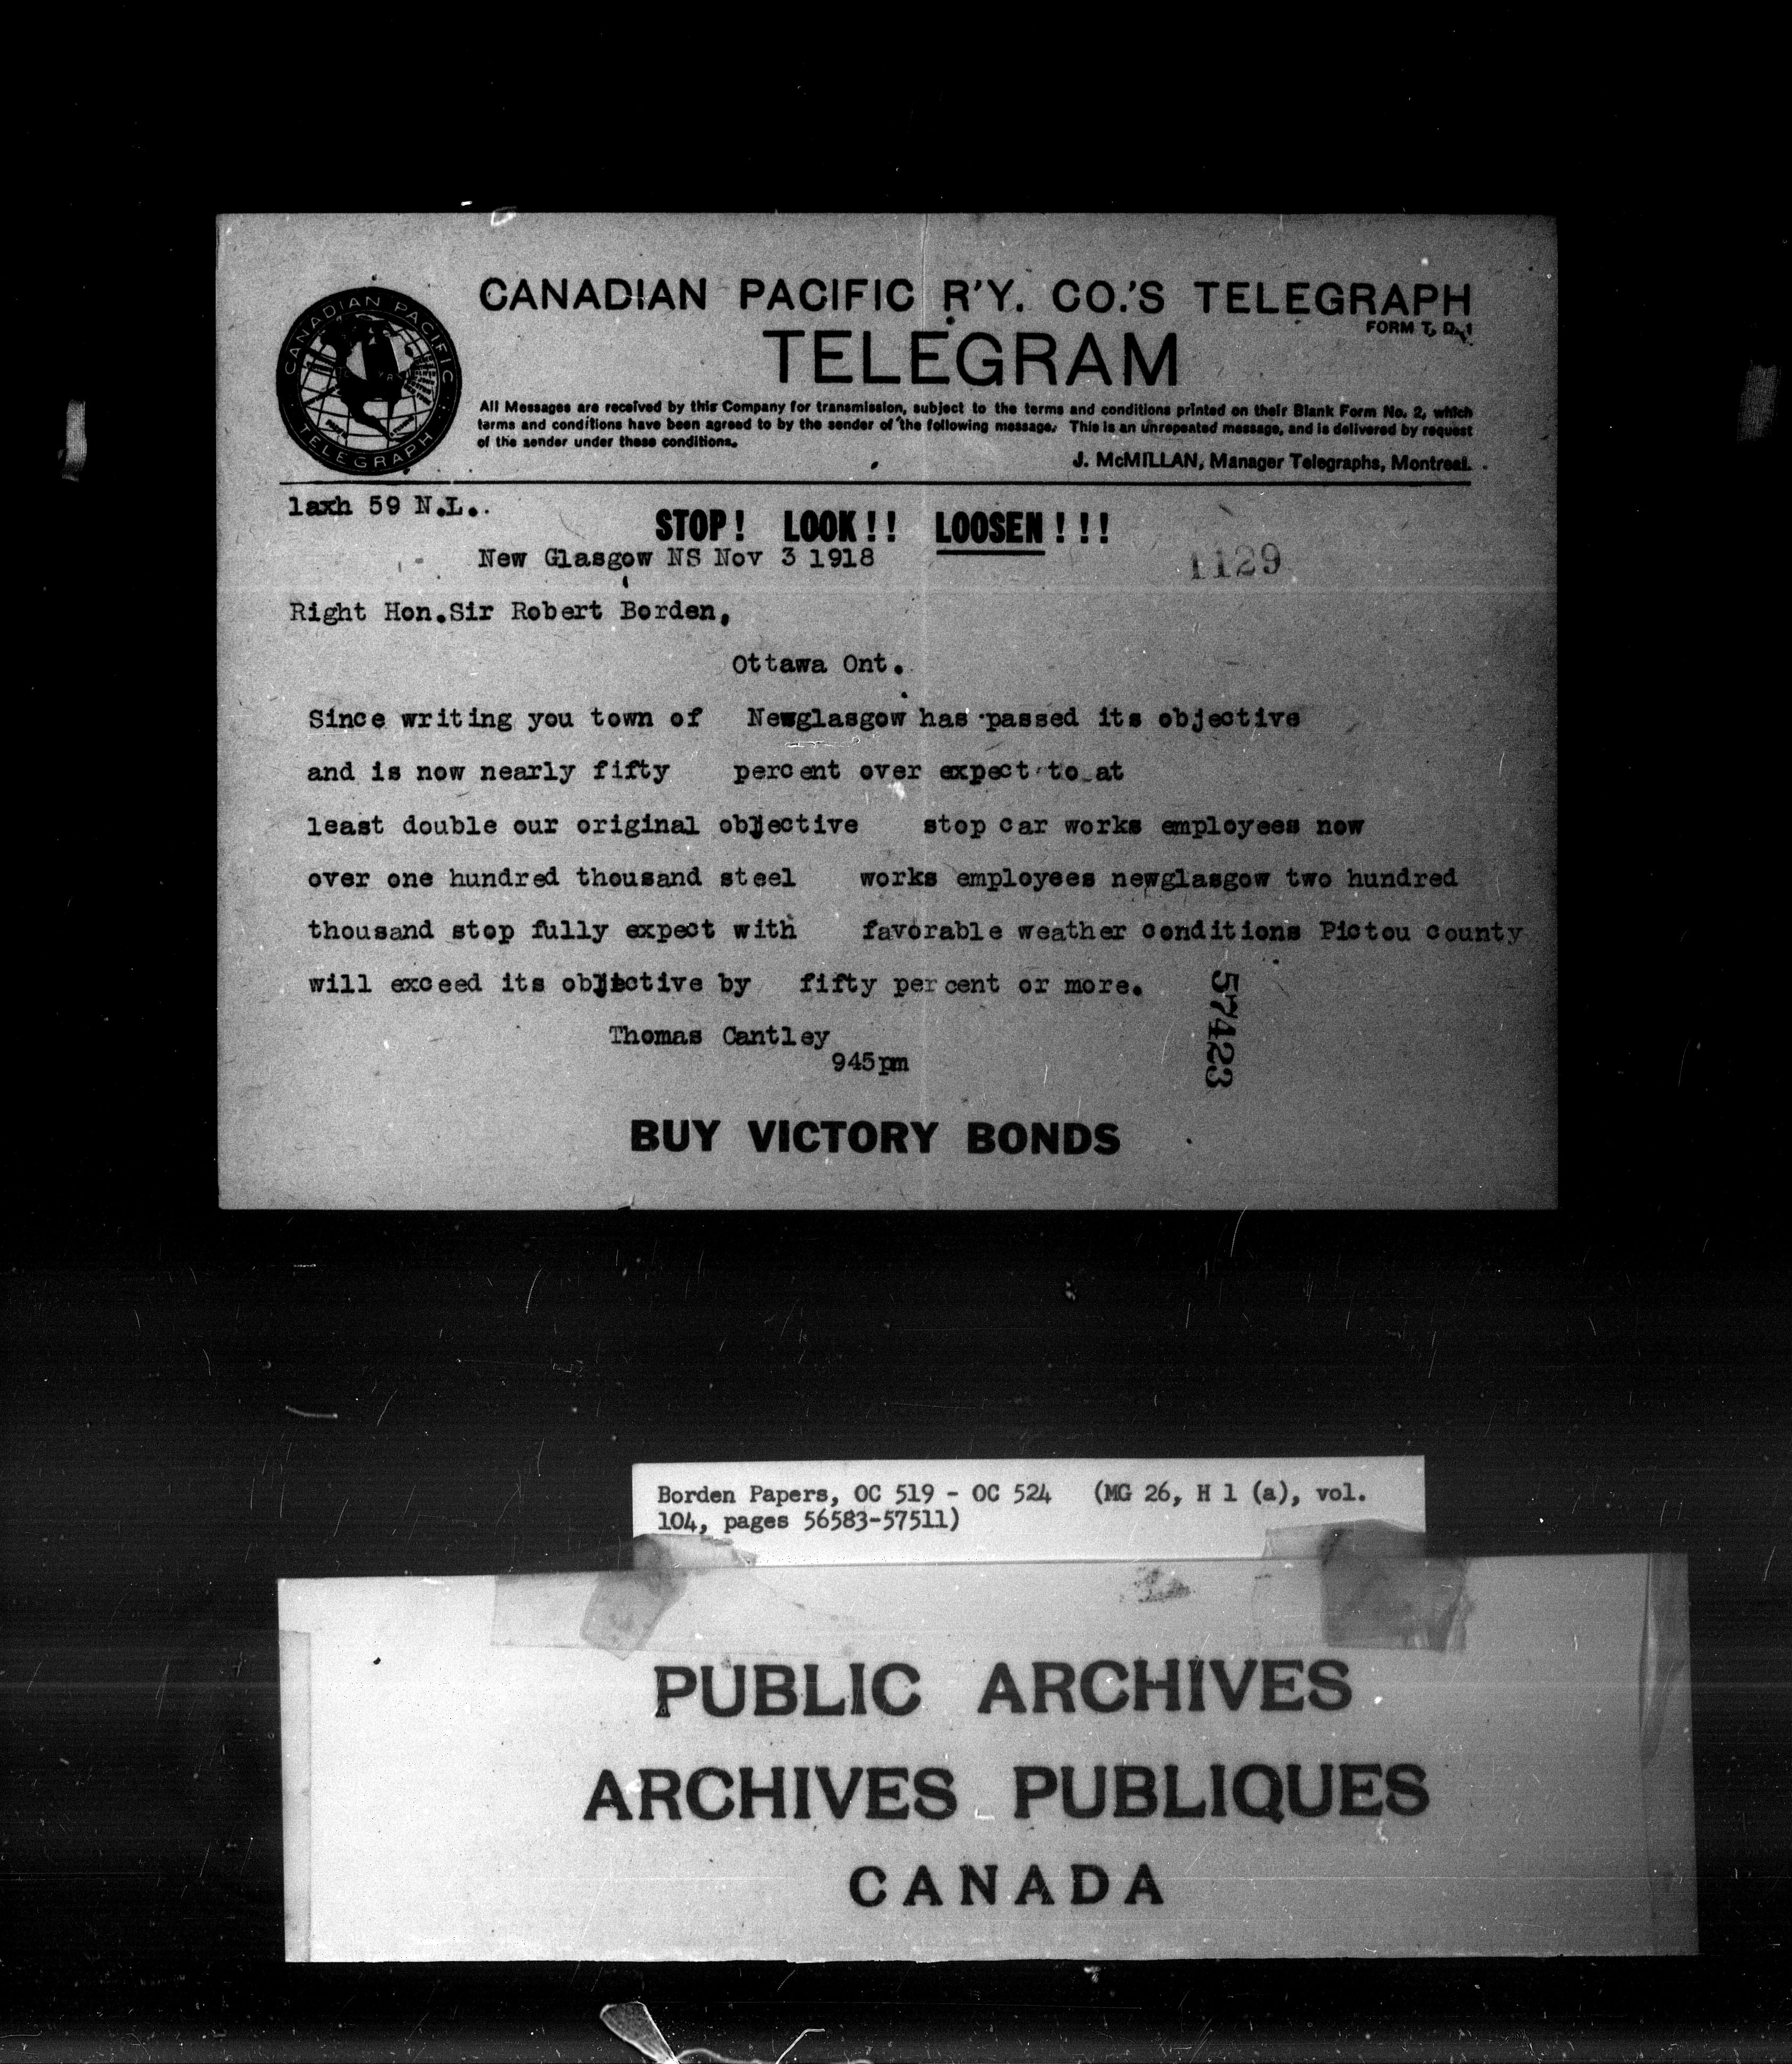 CANADIAN PACIFIC R'Y. CO.'S TELEGRAPH
FORM T. D. 1
TELEGRAM
CANADIAN PACIFIC
TELEGRAPH
All Messages are received by this Company for transmission, subject to the terms and conditions printed on their Blank Form No. 2, which
terms and conditions have been agreed to by the sender of the following message. This is an unrepeated message, and is delivered by request
of the sender under these conditions.
J. McMILLAN, Manager Telegraphs, Montreal.
laxh 59 N.L..
STOP! LOOK!! LOOSEN!!!
New Glasgow NS Nov 3 1918
1129
Right Hon.Sir Robert Borden,
Ottawa Ont.
Since writing you town of Newglasgow has passed its objective
and is now nearly fifty percent over expect to at
least double our original objective stop car works employees now
over one hundred thousand steel works employees newglasgow two hundred
thousand stop fully expect with favorable weather conditions Pictou county
will exceed its objective by fifty per cent or more.
57423
Thomas Cantley
945pm
BUY VICTORY BONDS
Borden Papers, OC 519 - OC 524 (MG 26, H 1 (a), vol.
104, pages 56583-57511)
PUBLIC ARCHIVES
ARCHIVES PUBLIQUES
CANADA